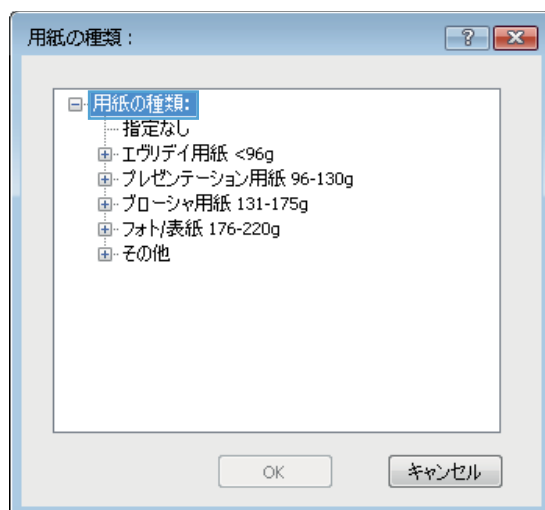 用紙の種類：
用紙の種類:
指定なし
エヴリデイ用紙 <96g
プレゼンテーション用紙 96-130g
ブローシャ用紙 131-175g
フォト/表紙 176-220g
その他
OK
キャンセル